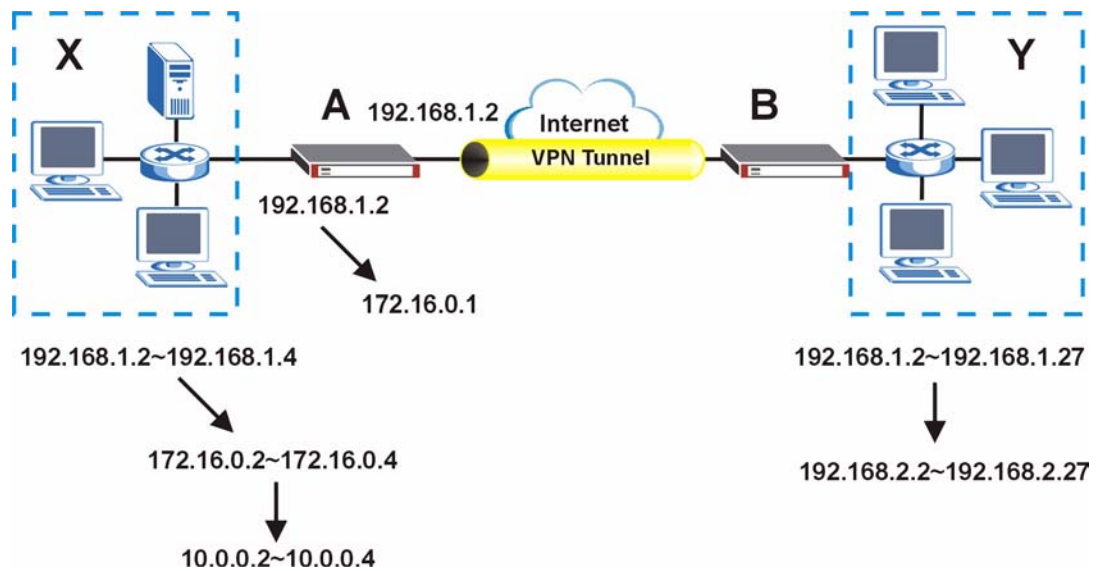 X
A
192.168.1.2
Internet
VPN Tunnel
B
Y
192.168.1.2
172.16.0.1
192.168.1.2~192.168.1.4
192.168.1.2~192.168.1.27
172.16.0.2~172.16.0.4
192.168.2.2~192.168.2.27
10.0.0.2~10.0.0.4